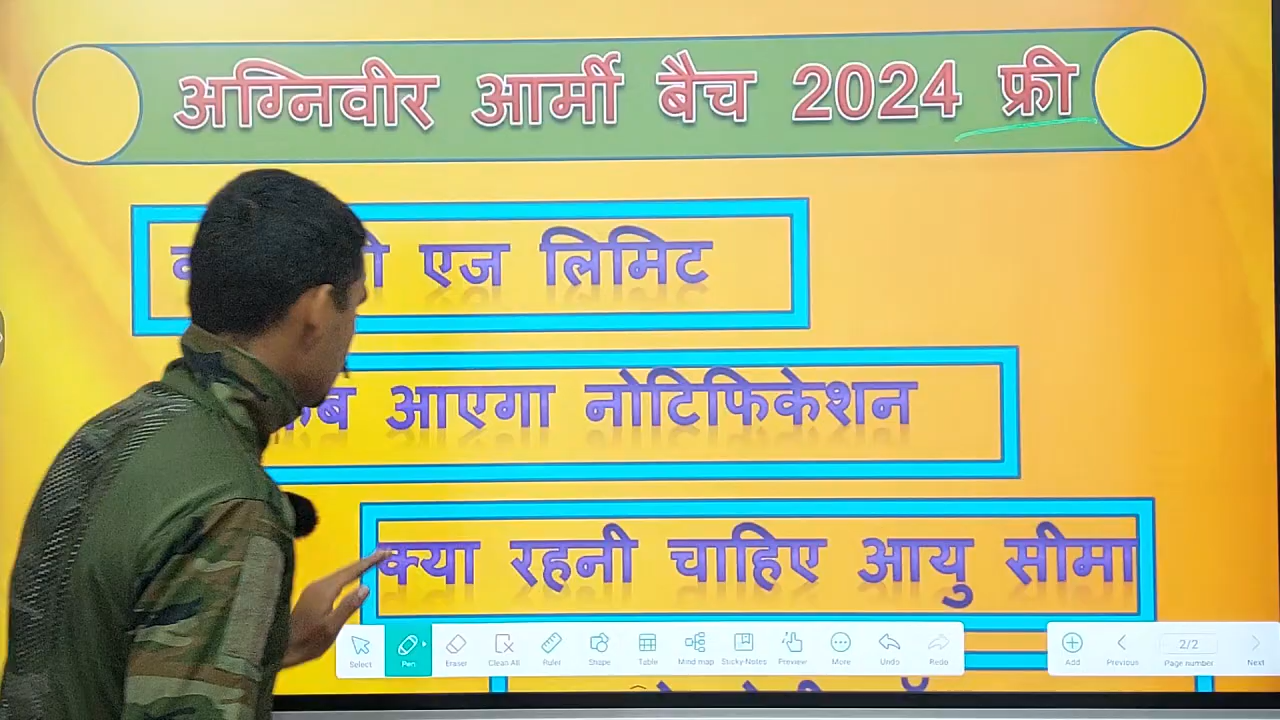 अग्निवीर आर्मी बैच 2024 फ्री
एज लिमिट
आएगा नोटिफिकेशन
क्या रहनी चाहिए आयु सीमा
Select Pen Eraser Clean All Ruler Shape Table Mind map Sticky-Notes Preview More Undo Redo
Add Previous 2/2 Page number Next